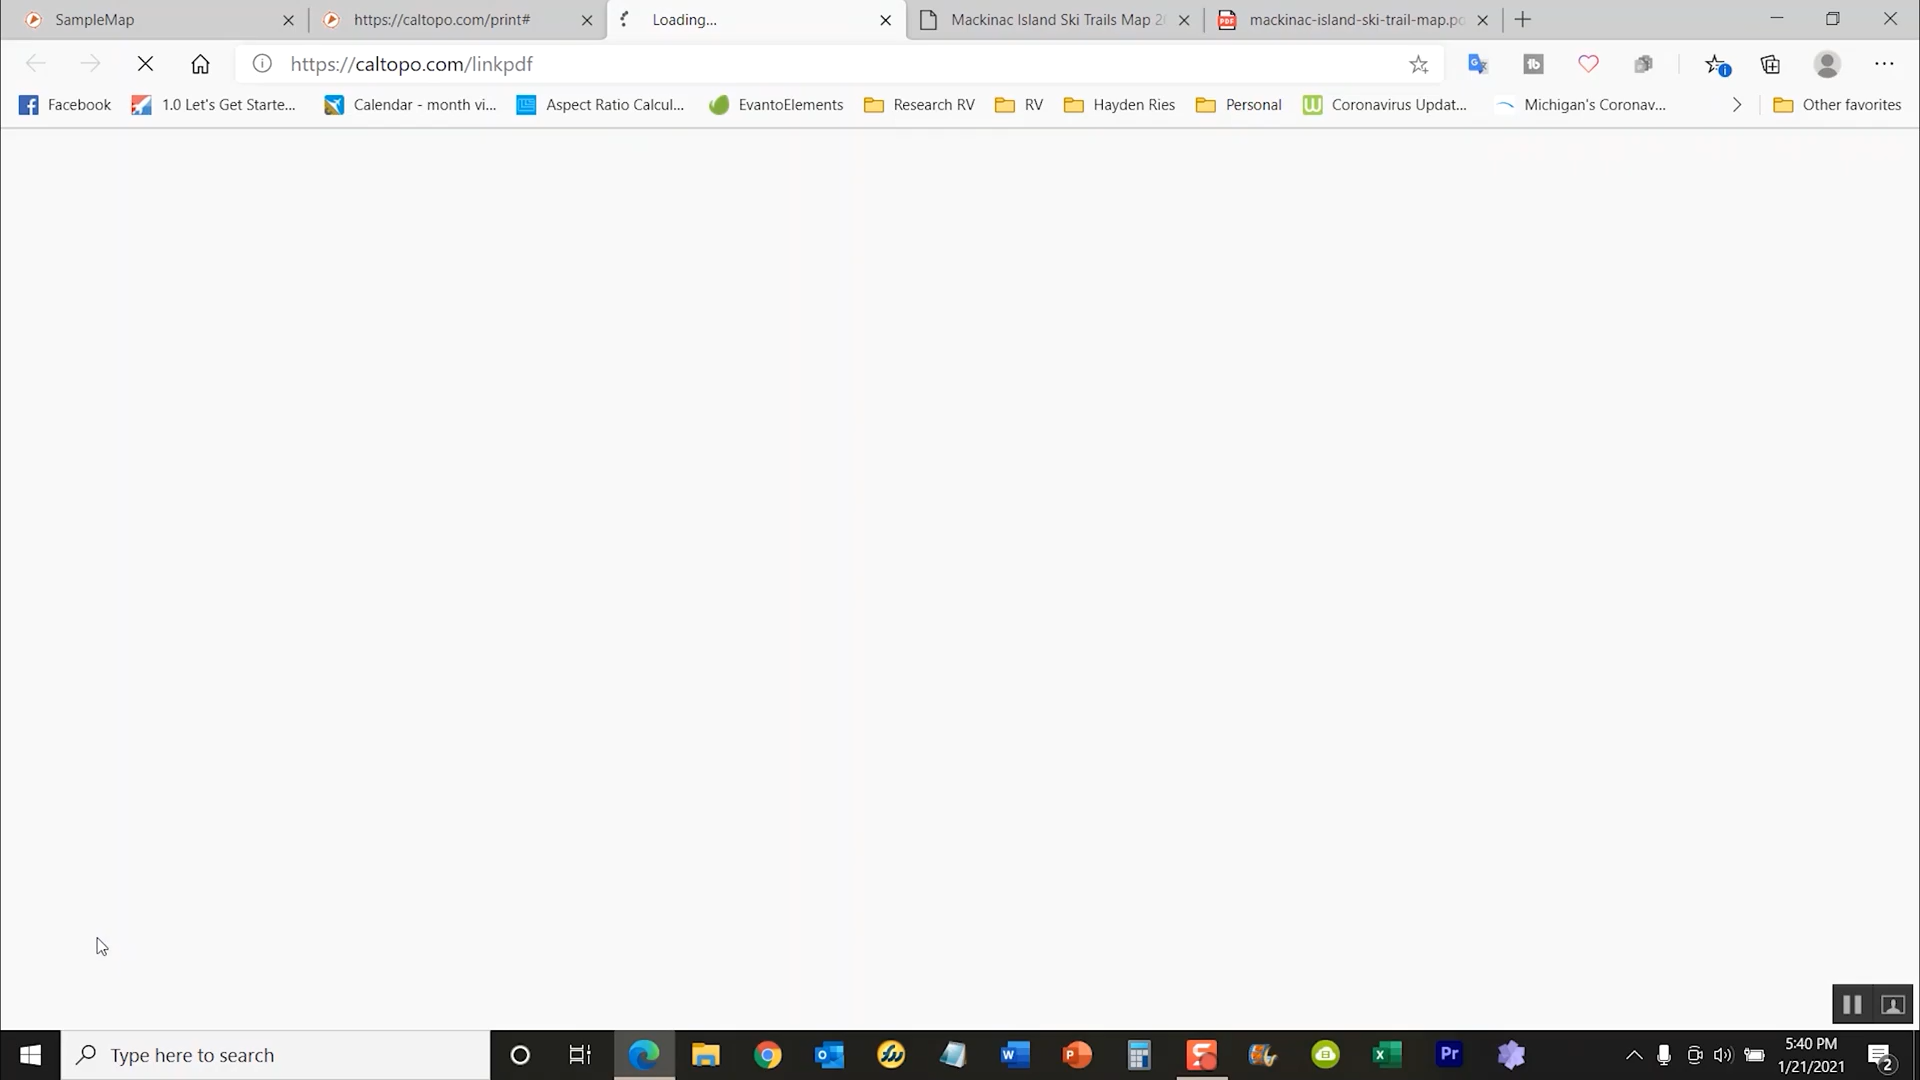 SampleMap
https://caltopo.com/print#
Loading...
Mackinac Island Ski Trails Map 2
mackinac-island-ski-trail-map.po
https://caltopo.com/linkpdf
Facebook
1.0 Let's Get Starte...
Calendar - month vi...
Aspect Ratio Calcul...
EvantoElements
Research RV
RV
Hayden Ries
Personal
Coronavirus Updat...
Michigan's Coronav...
Other favorites
Type here to search
5:40 PM
1/21/2021
2